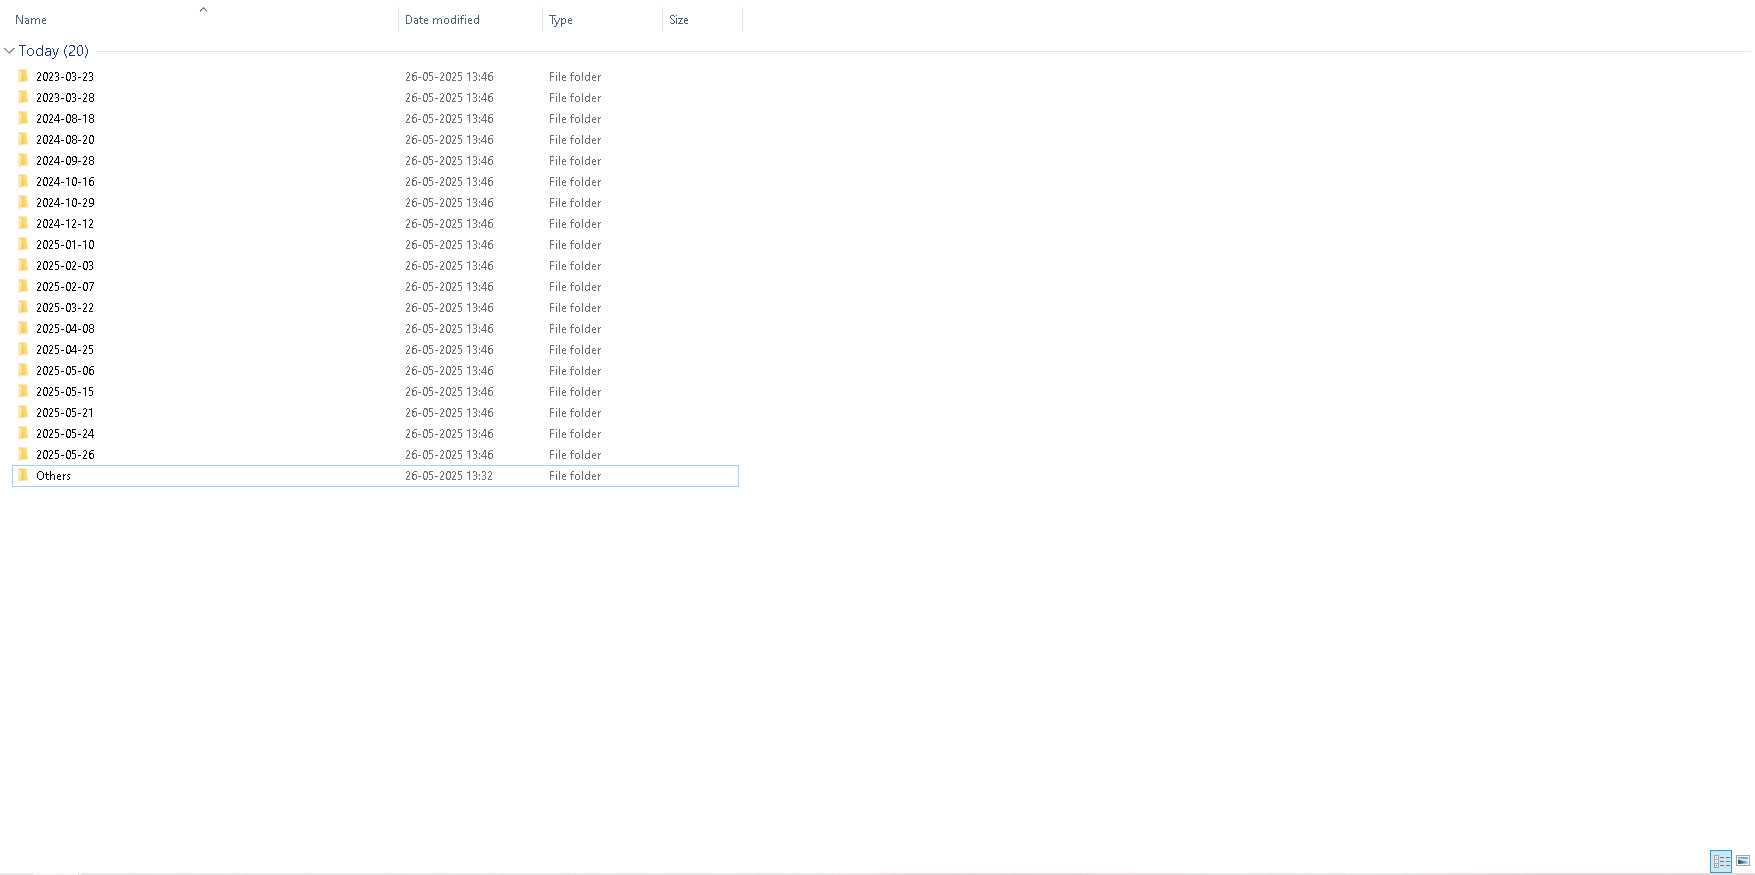 Name Date modified Type Size
Today (20)
2023-03-23 26-05-2025 13:46 File folder
2023-03-28 26-05-2025 13:46 File folder
2024-08-18 26-05-2025 13:46 File folder
2024-08-20 26-05-2025 13:46 File folder
2024-09-28 26-05-2025 13:46 File folder
2024-10-16 26-05-2025 13:46 File folder
2024-10-29 26-05-2025 13:46 File folder
2024-12-12 26-05-2025 13:46 File folder
2025-01-10 26-05-2025 13:46 File folder
2025-02-03 26-05-2025 13:46 File folder
2025-02-07 26-05-2025 13:46 File folder
2025-03-22 26-05-2025 13:46 File folder
2025-04-08 26-05-2025 13:46 File folder
2025-04-25 26-05-2025 13:46 File folder
2025-05-06 26-05-2025 13:46 File folder
2025-05-15 26-05-2025 13:46 File folder
2025-05-21 26-05-2025 13:46 File folder
2025-05-24 26-05-2025 13:46 File folder
2025-05-26 26-05-2025 13:46 File folder
Others 26-05-2025 13:32 File folder